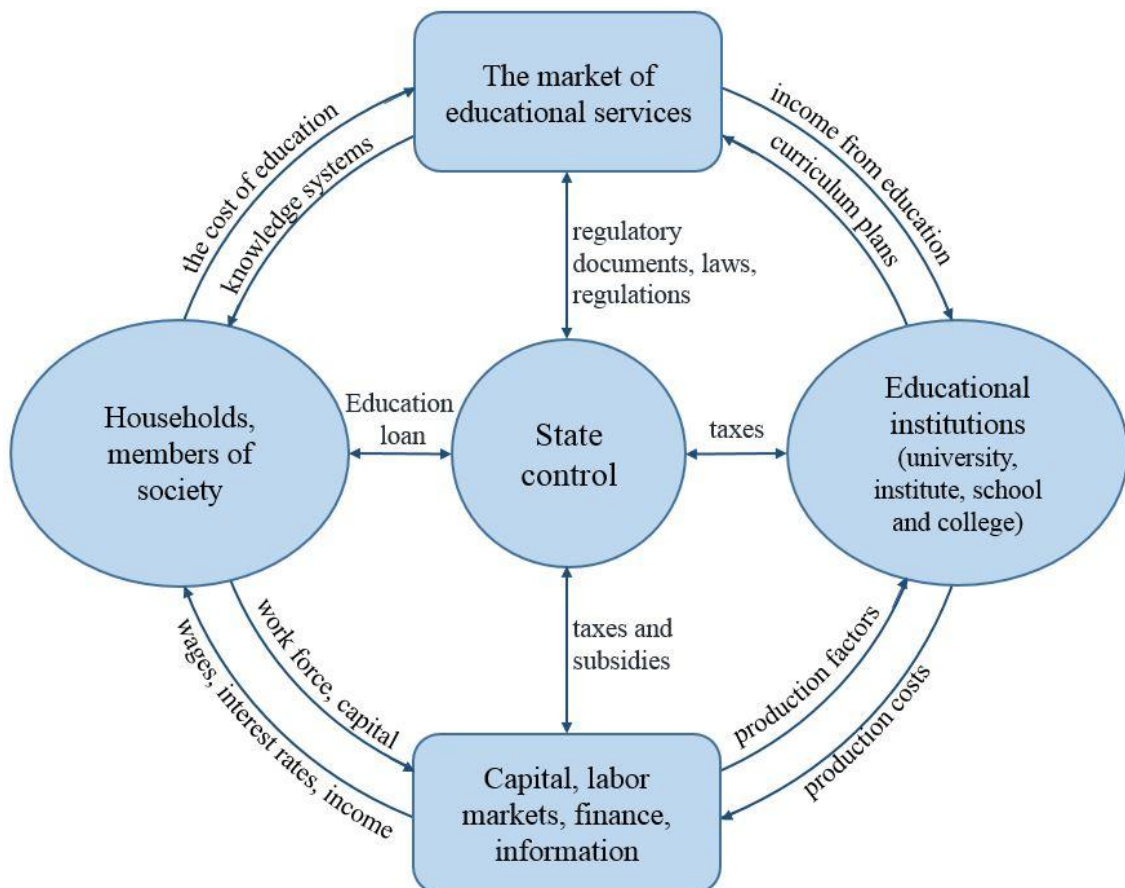 The market of
educational services
the cost of education
knowledge systems
income from education
curriculum plans
regulatory
documents, laws,
regulations
Households,
members of
society
Education
loan
State
control
taxes
Educational
institutions
(university,
institute, school
and college)
work force, capital
wages, interest rates, income
taxes and
subsidies
production factors
production costs
Capital, labor
markets, finance,
information